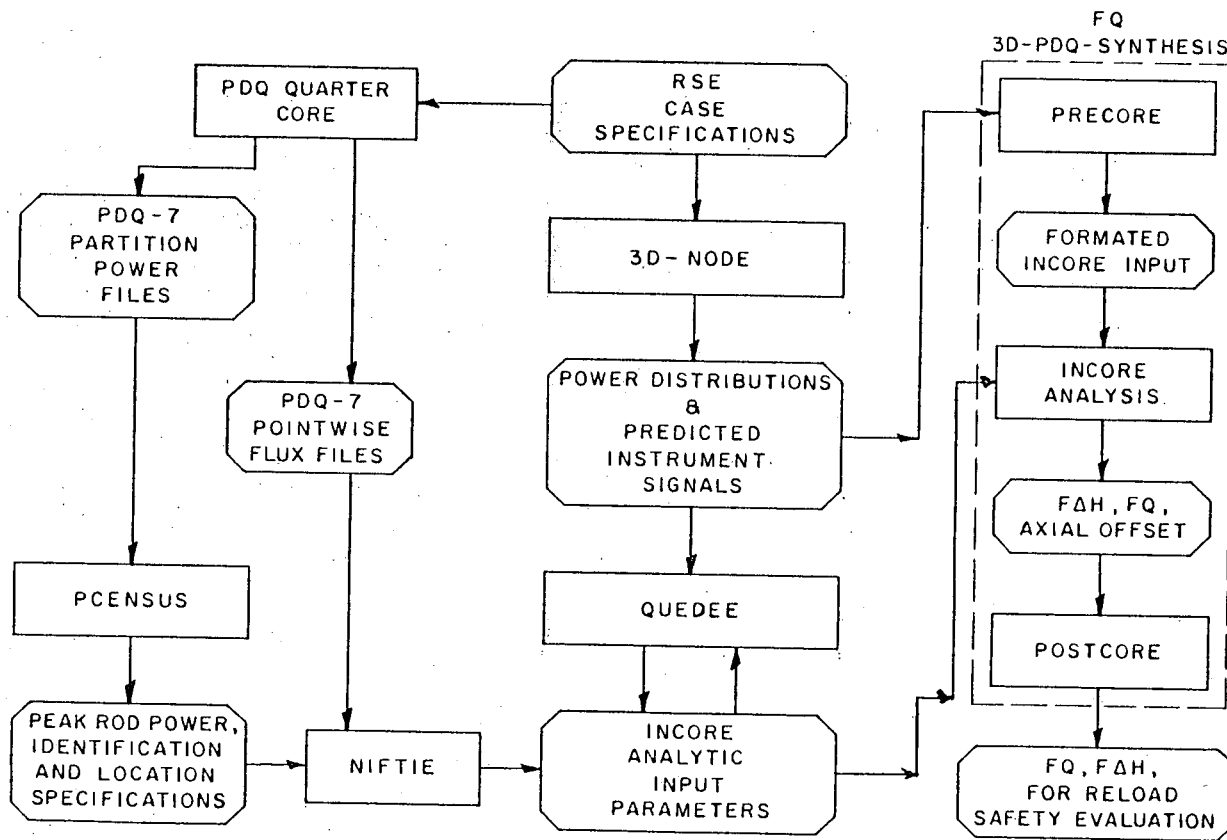 FQ
3D-PDQ-SYNTHESIS
PDQ QUARTER
CORE
RSE
CASE
SPECIFICATIONS
PRECORE
PDQ-7
PARTITION
POWER
FILES
3D-NODE
FORMATED
INCORE INPUT
PDQ-7
POINTWISE
FLUX FILES
POWER DISTRIBUTIONS
&
PREDICTED
INSTRUMENT
SIGNALS
INCORE
ANALYSIS
FΔH, FQ,
AXIAL OFFSET
PCENSUS
QUEDEE
POSTCORE
PEAK ROD POWER,
IDENTIFICATION
AND LOCATION
SPECIFICATIONS
NIFTIE
INCORE
ANALYTIC
INPUT
PARAMETERS
FQ, FΔH,
FOR RELOAD
SAFETY EVALUATION